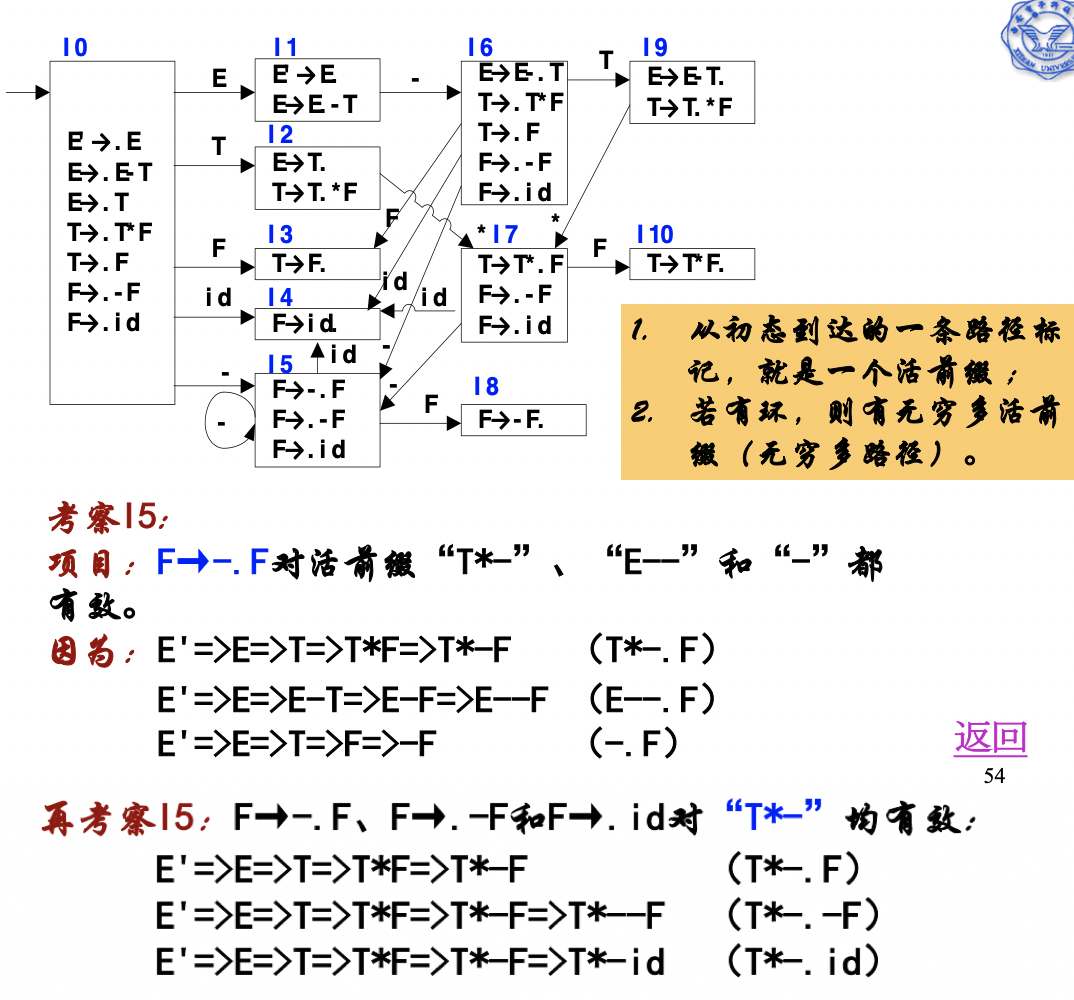 I0
E' →.E
E→.E-T
E→.T
T→.T*F
T→.F
F→.-F
F→.id
E
T
F
id
-
I1
E' →E.
E→E.-T
I2
E→T.
T→T.*F
I3
T→F.
I4
F→id.
id
I5
F→-.F
F→.-F
F→.id
-
-
I6
E→E-.T
T→.T*F
T→.F
F→.-F
F→.id
F
id
id
-
-
*
*
I7
T→T*.F
F→.-F
F→.id
F
I8
F→-F.
T
I9
E→E-T.
T→T.*F
F
I10
T→T*F.
1. 从初态到达的一条路径标
记，就是一个活前缀；
2. 若有环，则有无穷多活前
缀（无穷多路径）。
考察I5：
项目：F→-.F对活前缀“T*-”、“E--”和“-”都
有效。
因为：E'=>E=>T=>T*F=>T*-F （T*-.F）
E'=>E=>E-T=>E-F=>E--F （E--.F）
E'=>E=>T=>F=>-F （-.F）
返回
54
再考察I5：F→-.F、F→.-F和F→.id对“T*-”均有效：
E'=>E=>T=>T*F=>T*-F （T*-.F）
E'=>E=>T=>T*F=>T*-F=>T*--F （T*-.-F）
E'=>E=>T=>T*F=>T*-F=>T*-id （T*-.id）